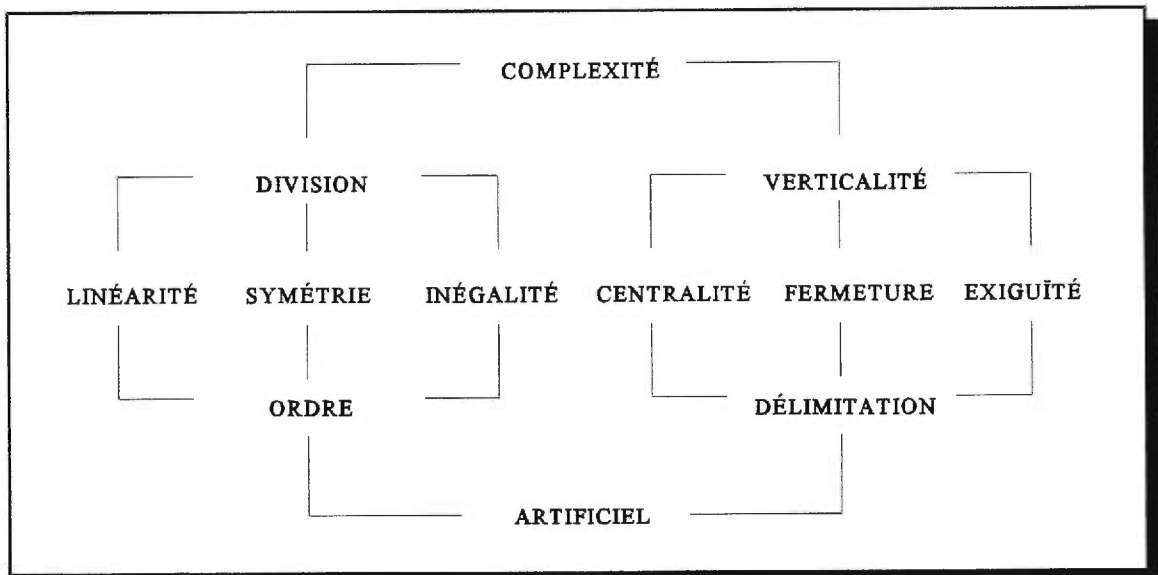 COMPLEXITÉ
DIVISION VERTICALITÉ
LINÉARITÉ SYMÉTRIE INÉGALITÉ CENTRALITÉ FERMETURE EXIGUÏTÉ
ORDRE DÉLIMITATION
ARTIFICIEL